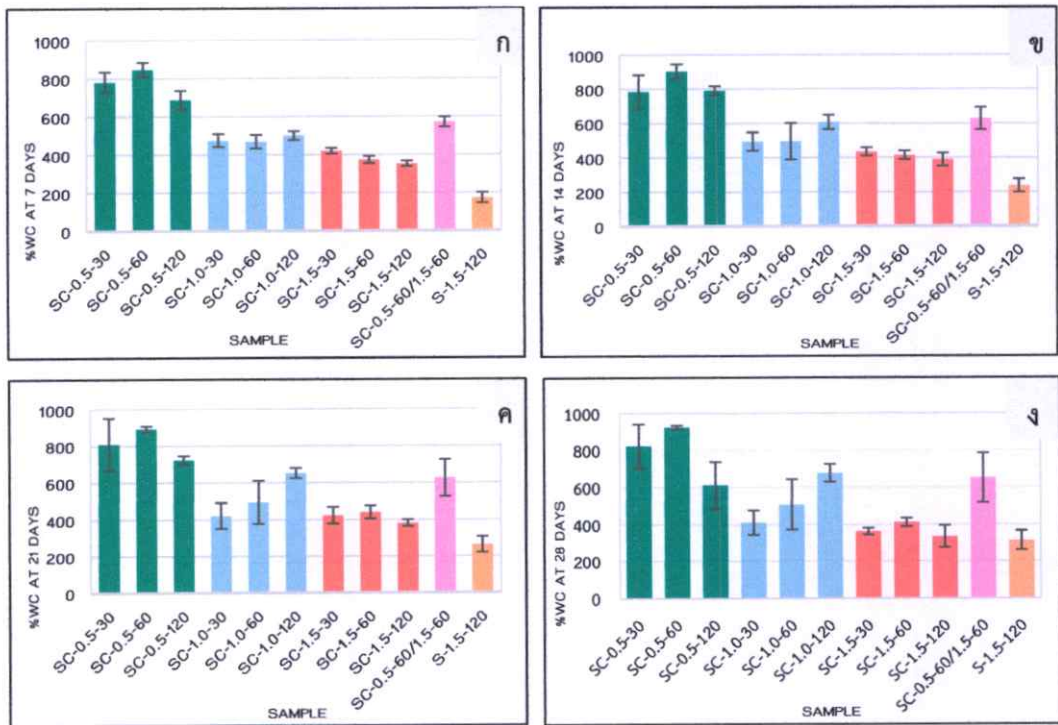 ก
%WC AT 7 DAYS
1000
800
600
400
200
0
SC-0.5-30
SC-0.5-60
SC-0.5-120
SC-1.0-30
SC-1.0-60
SC-1.0-120
SC-1.5-30
SC-1.5-60
SC-1.5-120
SC-0.5-60/1.5-60
S-1.5-120
SAMPLE
ข
%WC AT 14 DAYS
1000
800
600
400
200
0
SC-0.5-30
SC-0.5-60
SC-0.5-120
SC-1.0-30
SC-1.0-60
SC-1.0-120
SC-1.5-30
SC-1.5-60
SC-1.5-120
SC-0.5-60/1.5-60
S-1.5-120
SAMPLE
ค
%WC AT 21 DAYS
1000
800
600
400
200
0
SC-0.5-30
SC-0.5-60
SC-0.5-120
SC-1.0-30
SC-1.0-60
SC-1.0-120
SC-1.5-30
SC-1.5-60
SC-1.5-120
SC-0.5-60/1.5-60
S-1.5-120
SAMPLE
ง
%WC AT 28 DAYS
1000
800
600
400
200
0
SC-0.5-30
SC-0.5-60
SC-0.5-120
SC-1.0-30
SC-1.0-60
SC-1.0-120
SC-1.5-30
SC-1.5-60
SC-1.5-120
SC-0.5-60/1.5-60
S-1.5-120
SAMPLE